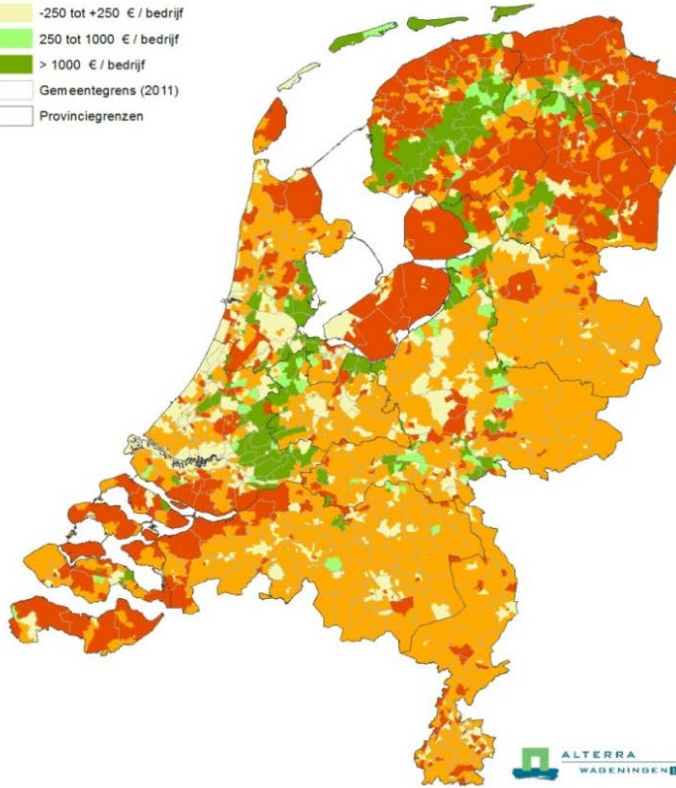 -250 tot +250 € / bedrijf
250 tot 1000 € / bedrijf
> 1000 € / bedrijf
Gemeentegrens (2011)
Provinciegrenzen
ALTERRA
WAGENINGEN